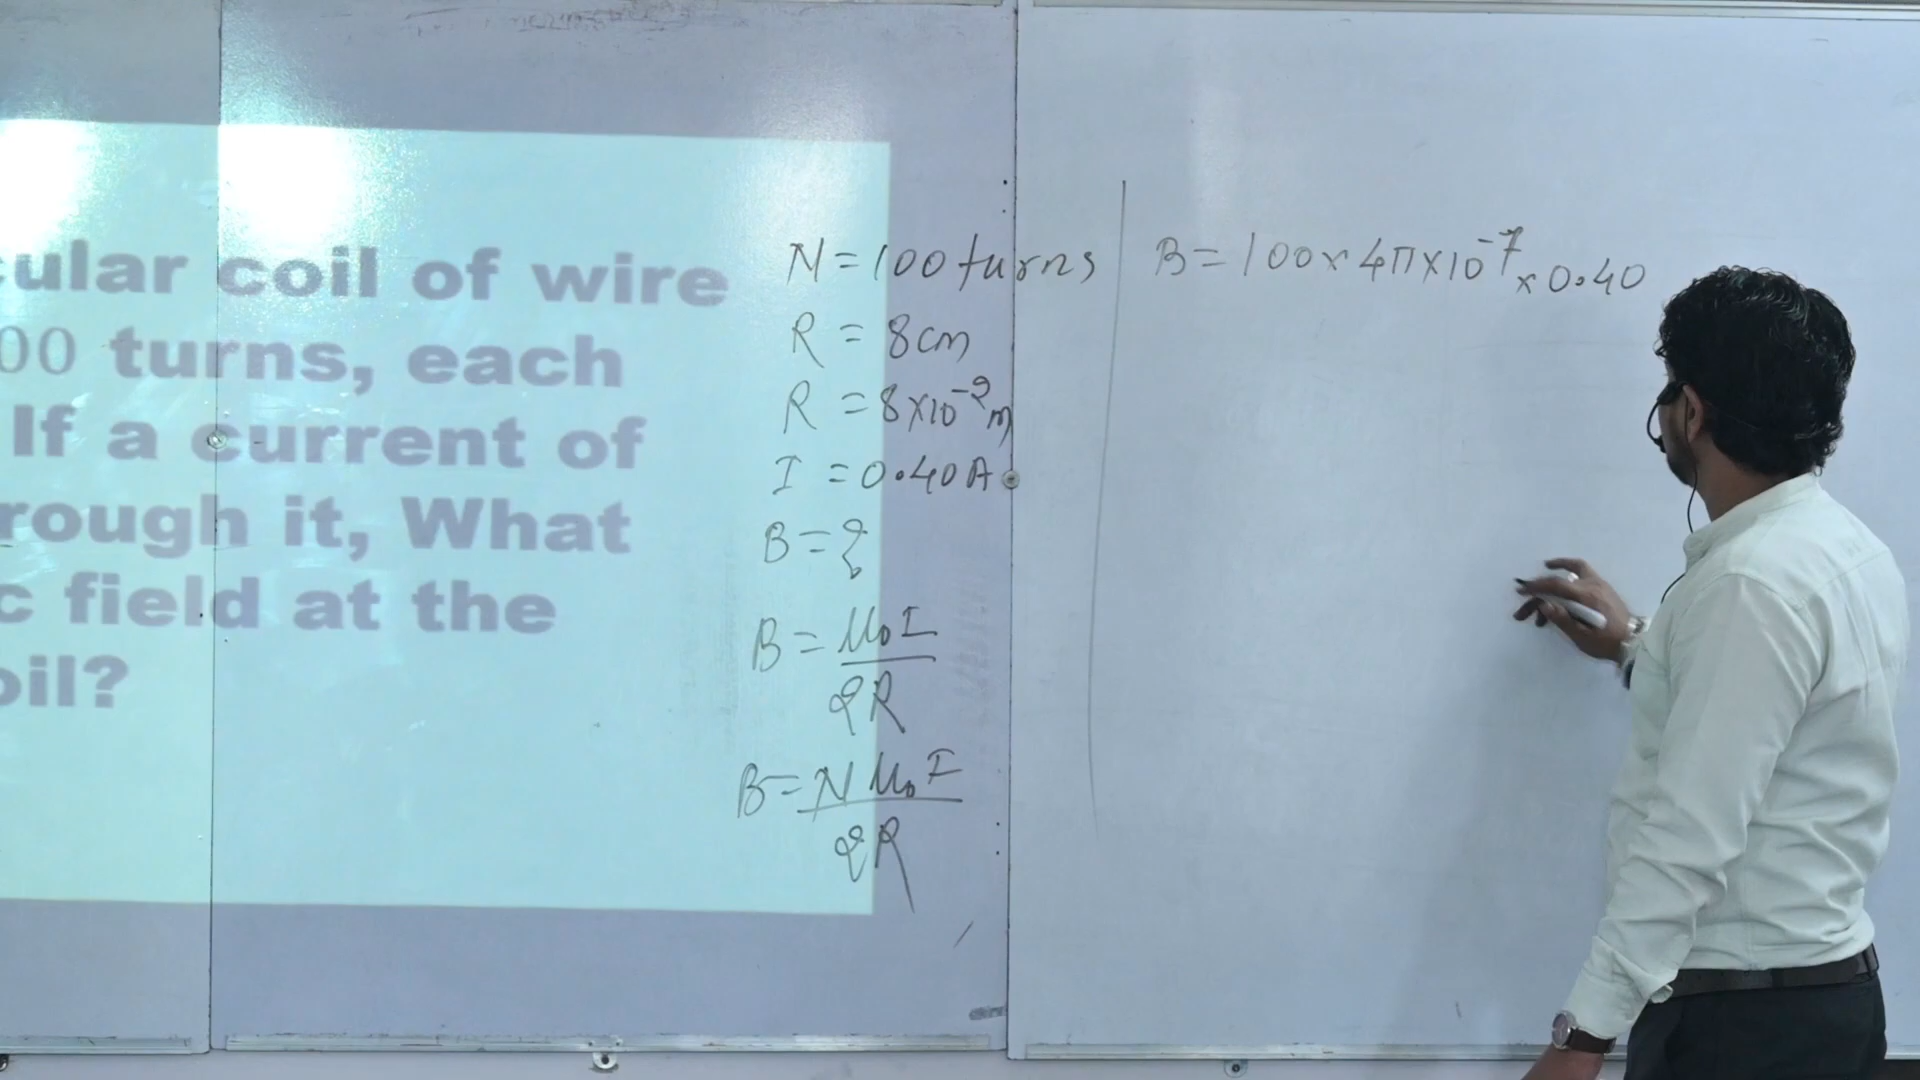 cular coil of wire
00 turns, each
If a current of
rough it, What
c field at the
oil?
N = 100 turns
R = 8cm
R = 8×10⁻²m
I = 0.40A
B = ?
B = μ₀I / 2R
B = Nμ₀I / 2R
B = 100 × 4π × 10⁻⁷ × 0.40